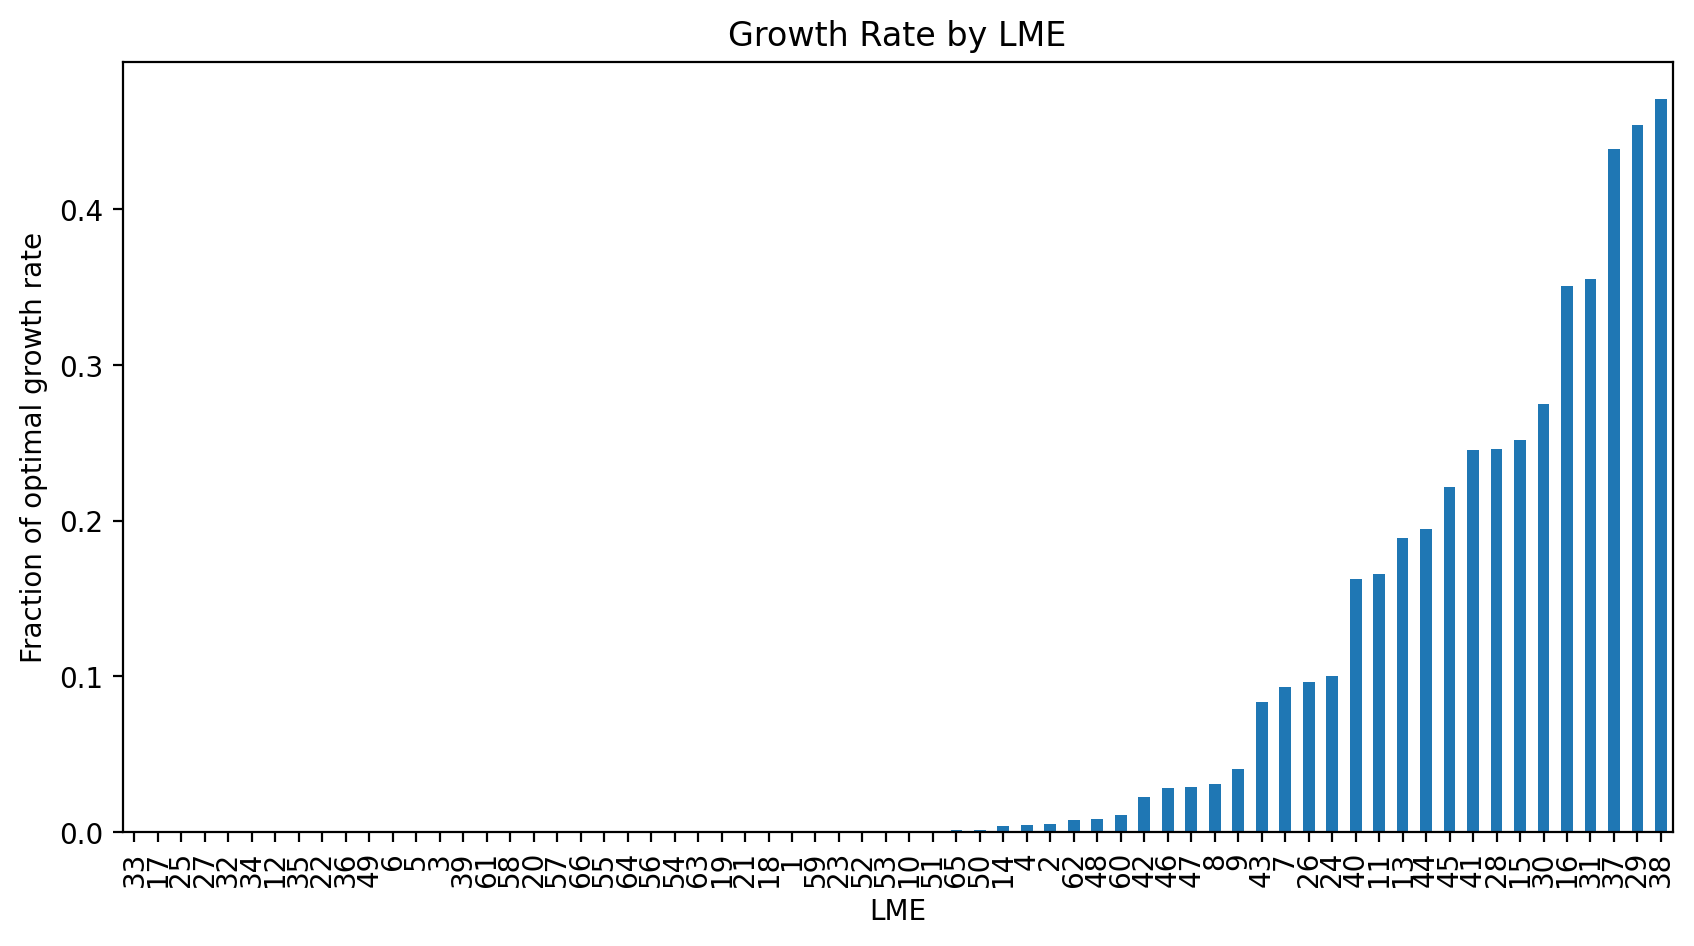 Growth Rate by LME
Fraction of optimal growth rate
0.4
0.3
0.2
0.1
0.0
33 17 25 27 32 34 12 35 22 36 49 6 5 3 39 61 58 20 57 66 55 64 56 54 63 19 21 18 1 59 23 52 53 10 51 65 50 14 4 2 62 48 60 42 46 47 8 9 43 7 26 24 40 11 13 44 45 41 28 15 30 16 31 37 29 38
LME